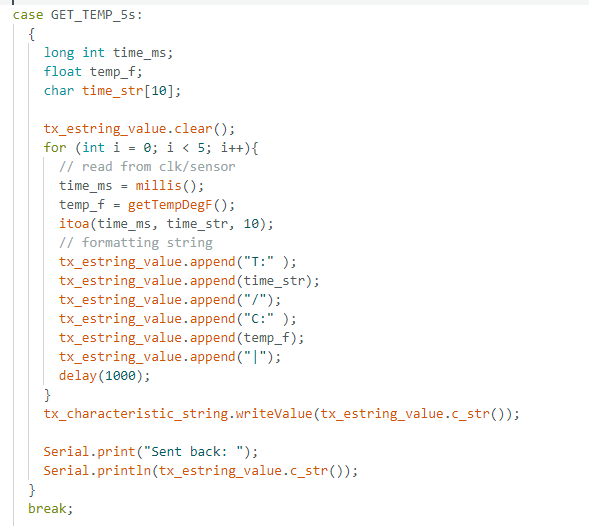 case GET_TEMP_5s:
{
long int time_ms;
float temp_f;
char time_str[10];
tx_estring_value.clear();
for (int i = 0; i < 5; i++){
// read from clk/sensor
time_ms = millis();
temp_f = getTempDegF();
itoa(time_ms, time_str, 10);
// formatting string
tx_estring_value.append("T:" );
tx_estring_value.append(time_str);
tx_estring_value.append("/");
tx_estring_value.append("C:" );
tx_estring_value.append(temp_f);
tx_estring_value.append("|");
delay(1000);
}
tx_characteristic_string.writeValue(tx_estring_value.c_str());
Serial.print("Sent back: ");
Serial.println(tx_estring_value.c_str());
}
break;